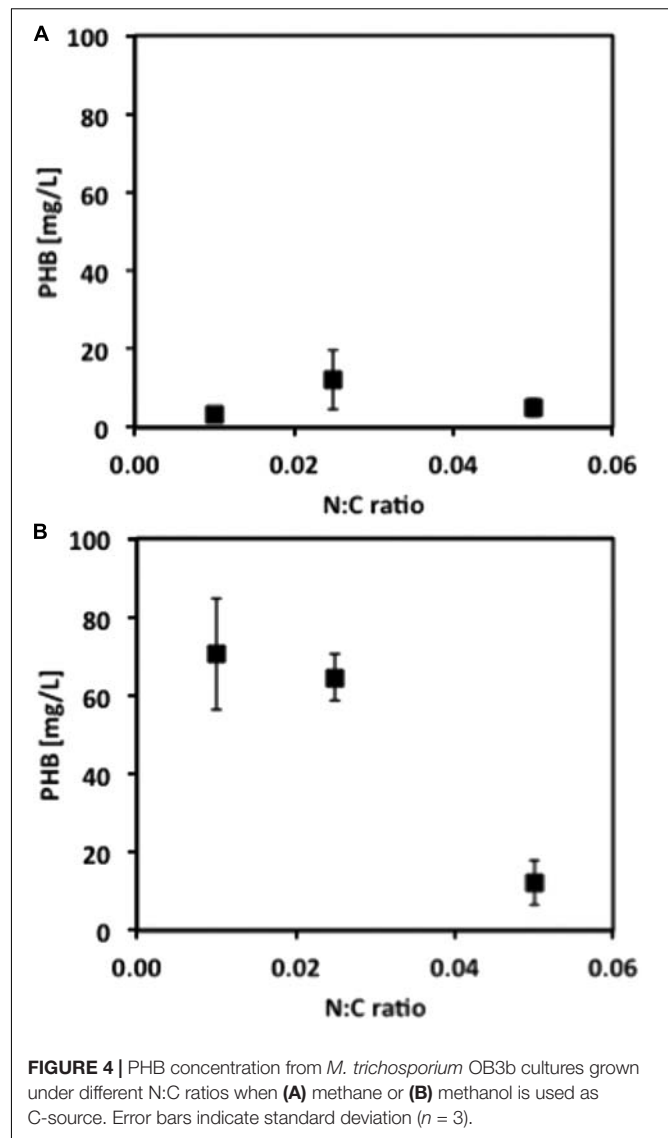 A
100
80
60
40
20
0
PHB [mg/L]
0.00 0.02 0.04 0.06
N:C ratio
B
100
80
60
40
20
0
PHB [mg/L]
0.00 0.02 0.04 0.06
N:C ratio
FIGURE 4 | PHB concentration from M. trichosporium OB3b cultures grown
under different N:C ratios when (A) methane or (B) methanol is used as
C-source. Error bars indicate standard deviation (n = 3).